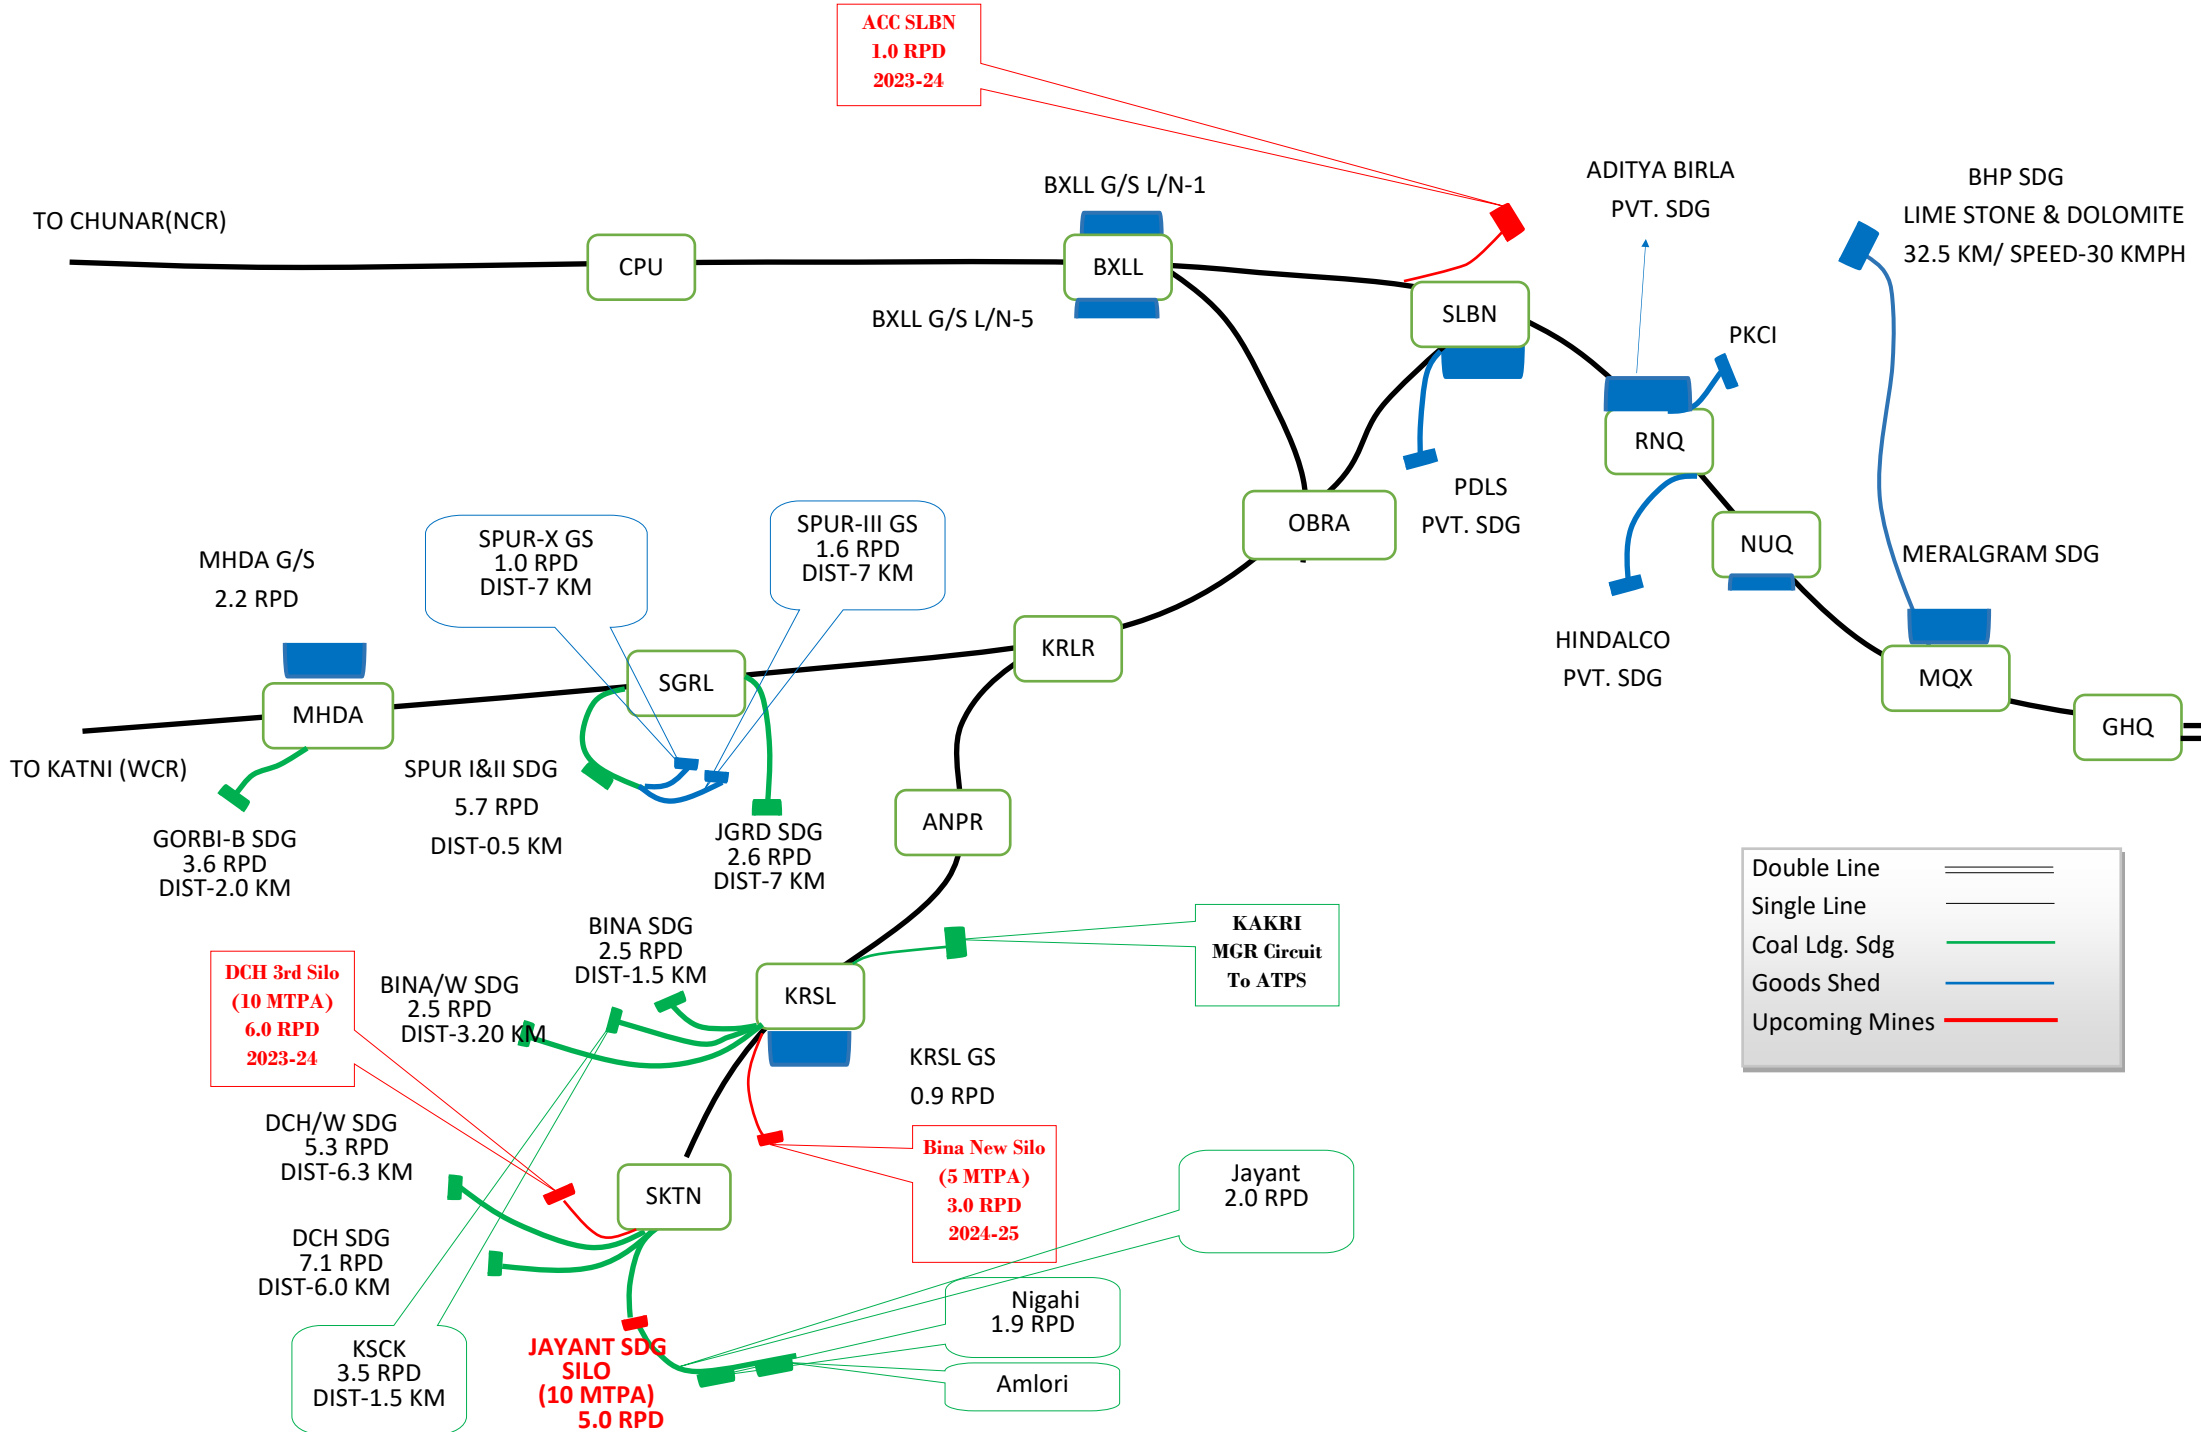 ACC SLBN
1.0 RPD
2023-24
ADITYA BIRLA
PVT. SDG
BHP SDG
LIME STONE & DOLOMITE
32.5 KM/ SPEED-30 KMPH
BXLL G/S L/N-1
TO CHUNAR(NCR)
CPU
BXLL
SLBN
BXLL G/S L/N-5
PKCI
RNQ
PDLS
PVT. SDG
OBRA
NUQ
MERALGRAM SDG
SPUR-X GS
1.0 RPD
DIST-7 KM
SPUR-III GS
1.6 RPD
DIST-7 KM
MHDA G/S
2.2 RPD
HINDALCO
PVT. SDG
KRLR
SGRL
MHDA
MQX
GHQ
TO KATNI (WCR)
SPUR I&II SDG
5.7 RPD
DIST-0.5 KM
ANPR
JGRD SDG
2.6 RPD
DIST-7 KM
GORBI-B SDG
3.6 RPD
DIST-2.0 KM
Double Line
Single Line
Coal Ldg. Sdg
Goods Shed
Upcoming Mines
BINA SDG
2.5 RPD
DIST-1.5 KM
KAKRI
MGR Circuit
To ATPS
DCH 3rd Silo
(10 MTPA)
6.0 RPD
2023-24
BINA/W SDG
2.5 RPD
DIST-3.20 KM
KRSL
KRSL GS
0.9 RPD
DCH/W SDG
5.3 RPD
DIST-6.3 KM
Bina New Silo
(5 MTPA)
3.0 RPD
2024-25
SKTN
Jayant
2.0 RPD
DCH SDG
7.1 RPD
DIST-6.0 KM
Nigahi
1.9 RPD
KSCK
3.5 RPD
DIST-1.5 KM
JAYANT SDG
SILO
(10 MTPA)
5.0 RPD
Amlori